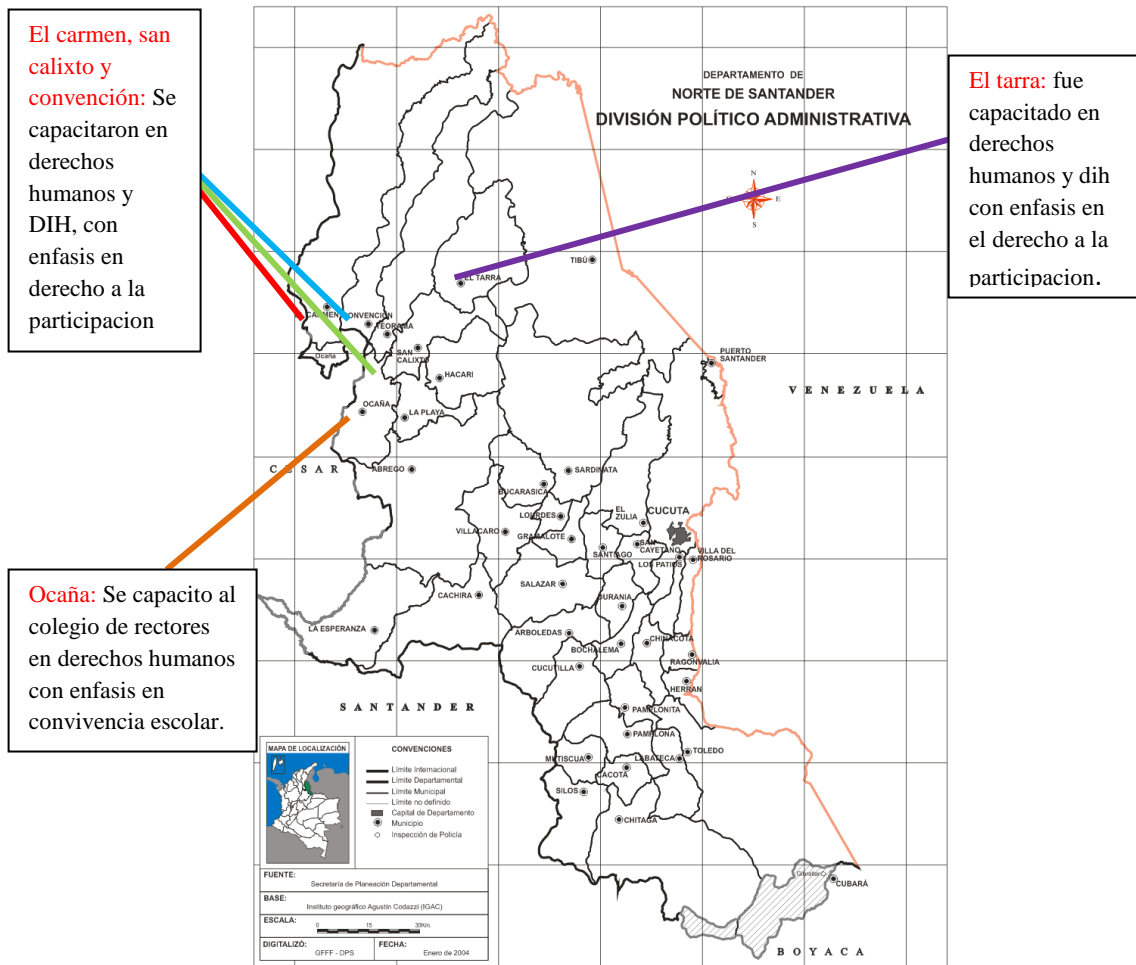 El carmen, san
calixto y
convención: Se
capacitaron en
derechos
humanos y
DIH, con
enfasis en
derecho a la
participacion
DEPARTAMENTO DE
NORTE DE SANTANDER
DIVISIÓN POLÍTICO ADMINISTRATIVA
El tarra: fue
capacitado en
derechos
humanos y dih
con enfasis en
el derecho a la
participacion.
N
E
S
TIBÚ
EL TARRA
CARMEN
CONVENCIÓN
TEORAMA
Ocaña
SAN
CALIXTO
HACARI
PUERTO
SANTANDER
VENEZUELA
OCAÑA
LA PLAYA
CESAR
ABREGO
SARDINATA
BUCARASICA
LOURDES
EL
ZULIA
CUCUTA
VILLACARO
GRAMALOTE
SANTIAGO
SAN
CAYETANO
VILLA DEL
ROSARIO
LOS PATIOS
SALAZAR
DURANIA
CACHIRA
LA ESPERANZA
ARBOLEDAS
BOCHALEMA
CHINACOTA
RAGONVALIA
CUCUTILLA
HERRAN
SANTANDER
PAMPLONITA
PAMPLONA
TOLEDO
LABATECA
MUTISCUA
CACOTA
SILOS
CHITAGA
Gibraltar
CUBARÁ
BOYACA
Ocaña: Se capacito al
colegio de rectores
en derechos humanos
con enfasis en
convivencia escolar.
MAPA DE LOCALIZACIÓN
CONVENCIONES
Límite Internacional
Límite Departamental
Límite Municipal
Límite no definido
Capital de Departamento
Municipio
Inspección de Policía
FUENTE:
Secretaría de Planeación Departamental
BASE:
Instituto geográfico Agustin Codazzi (IGAC)
ESCALA:
0 15 30Km.
DIGITALIZÓ:
GFFF - DPS
FECHA:
Enero de 2004